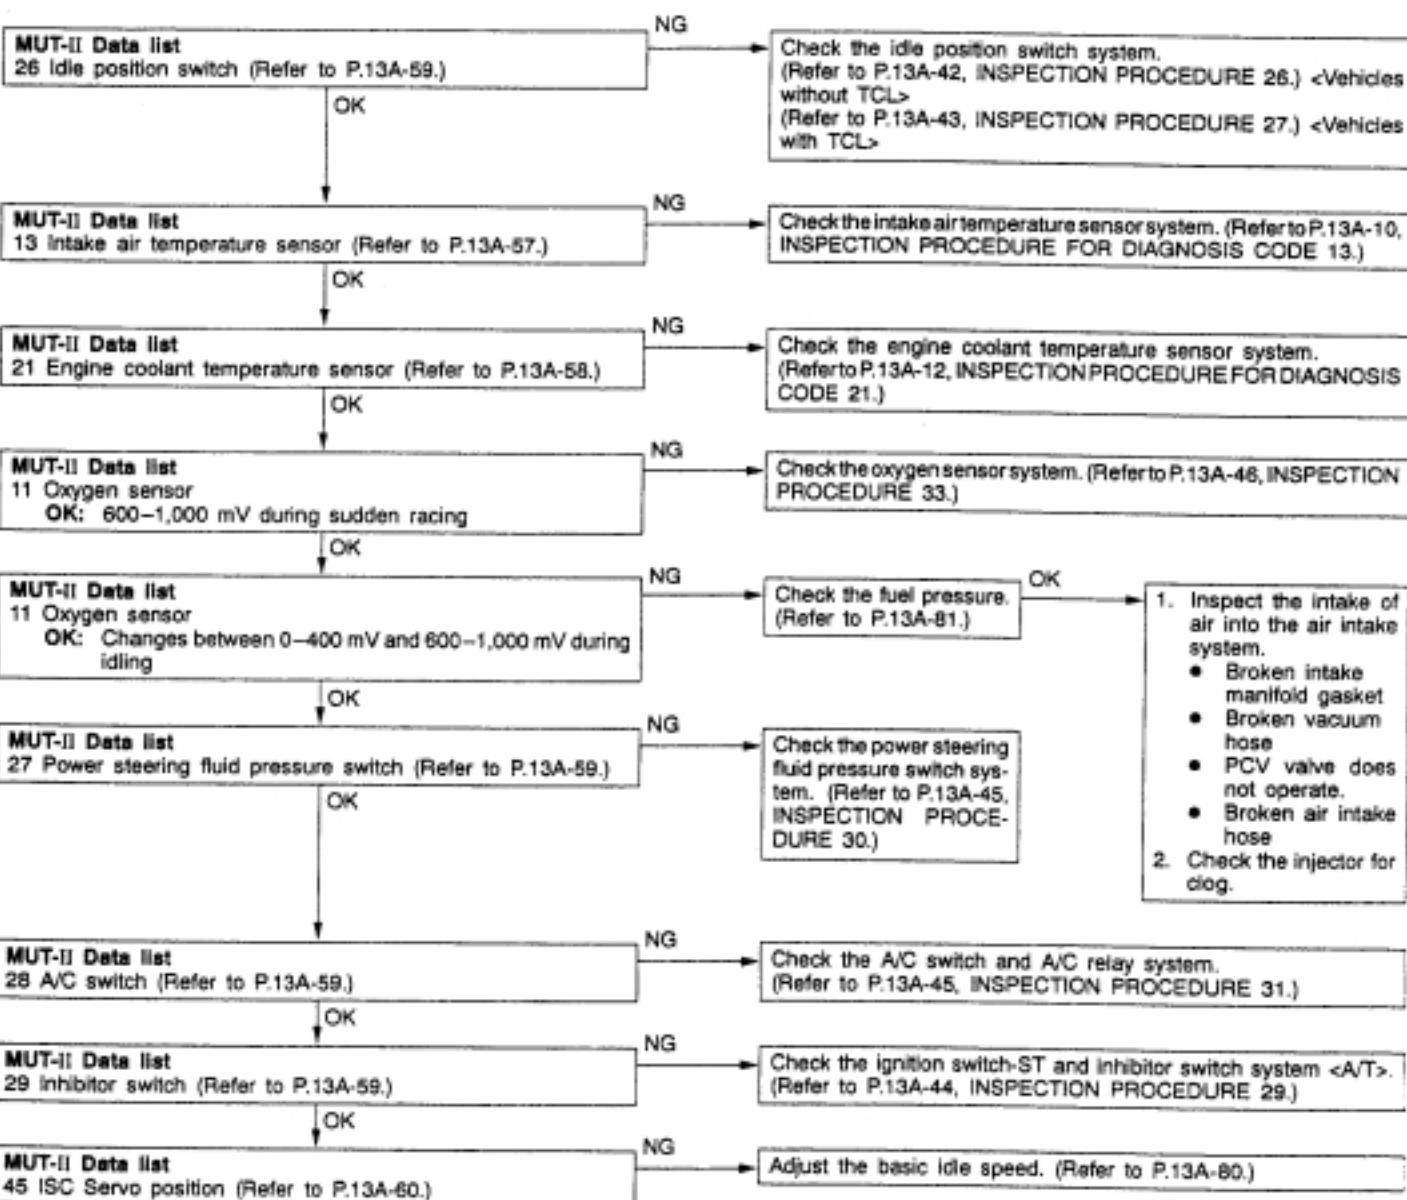 NG
MUT-II Data list
26 Idle position switch (Refer to P.13A-59.)
Check the idle position switch system.
(Refer to P.13A-42, INSPECTION PROCEDURE 26.) <Vehicles
without TCL>
(Refer to P.13A-43, INSPECTION PROCEDURE 27.) <Vehicles
with TCL>
OK
NG
MUT-II Data list
13 Intake air temperature sensor (Refer to P.13A-57.)
Check the intake air temperature sensor system. (Refer to P.13A-10,
INSPECTION PROCEDURE FOR DIAGNOSIS CODE 13.)
OK
NG
MUT-II Data list
21 Engine coolant temperature sensor (Refer to P.13A-58.)
Check the engine coolant temperature sensor system.
(Refer to P.13A-12, INSPECTION PROCEDURE FOR DIAGNOSIS
CODE 21.)
OK
NG
MUT-II Data list
11 Oxygen sensor
OK: 600–1,000 mV during sudden racing
Check the oxygen sensor system. (Refer to P.13A-46, INSPECTION
PROCEDURE 33.)
OK
NG
MUT-II Data list
11 Oxygen sensor
OK: Changes between 0–400 mV and 600–1,000 mV during
idling
Check the fuel pressure.
(Refer to P.13A-81.)
OK
1. Inspect the intake of
air into the air intake
system.
● Broken intake
manifold gasket
● Broken vacuum
hose
● PCV valve does
not operate.
● Broken air intake
hose
2. Check the injector for
clog.
OK
NG
MUT-II Data list
27 Power steering fluid pressure switch (Refer to P.13A-59.)
Check the power steering
fluid pressure switch sys-
tem. (Refer to P.13A-45,
INSPECTION PROCE-
DURE 30.)
OK
NG
MUT-II Data list
28 A/C switch (Refer to P.13A-59.)
Check the A/C switch and A/C relay system.
(Refer to P.13A-45, INSPECTION PROCEDURE 31.)
OK
NG
MUT-II Data list
29 Inhibitor switch (Refer to P.13A-59.)
Check the ignition switch-ST and inhibitor switch system <A/T>.
(Refer to P.13A-44, INSPECTION PROCEDURE 29.)
OK
NG
MUT-II Data list
45 ISC Servo position (Refer to P.13A-60.)
Adjust the basic idle speed. (Refer to P.13A-80.)